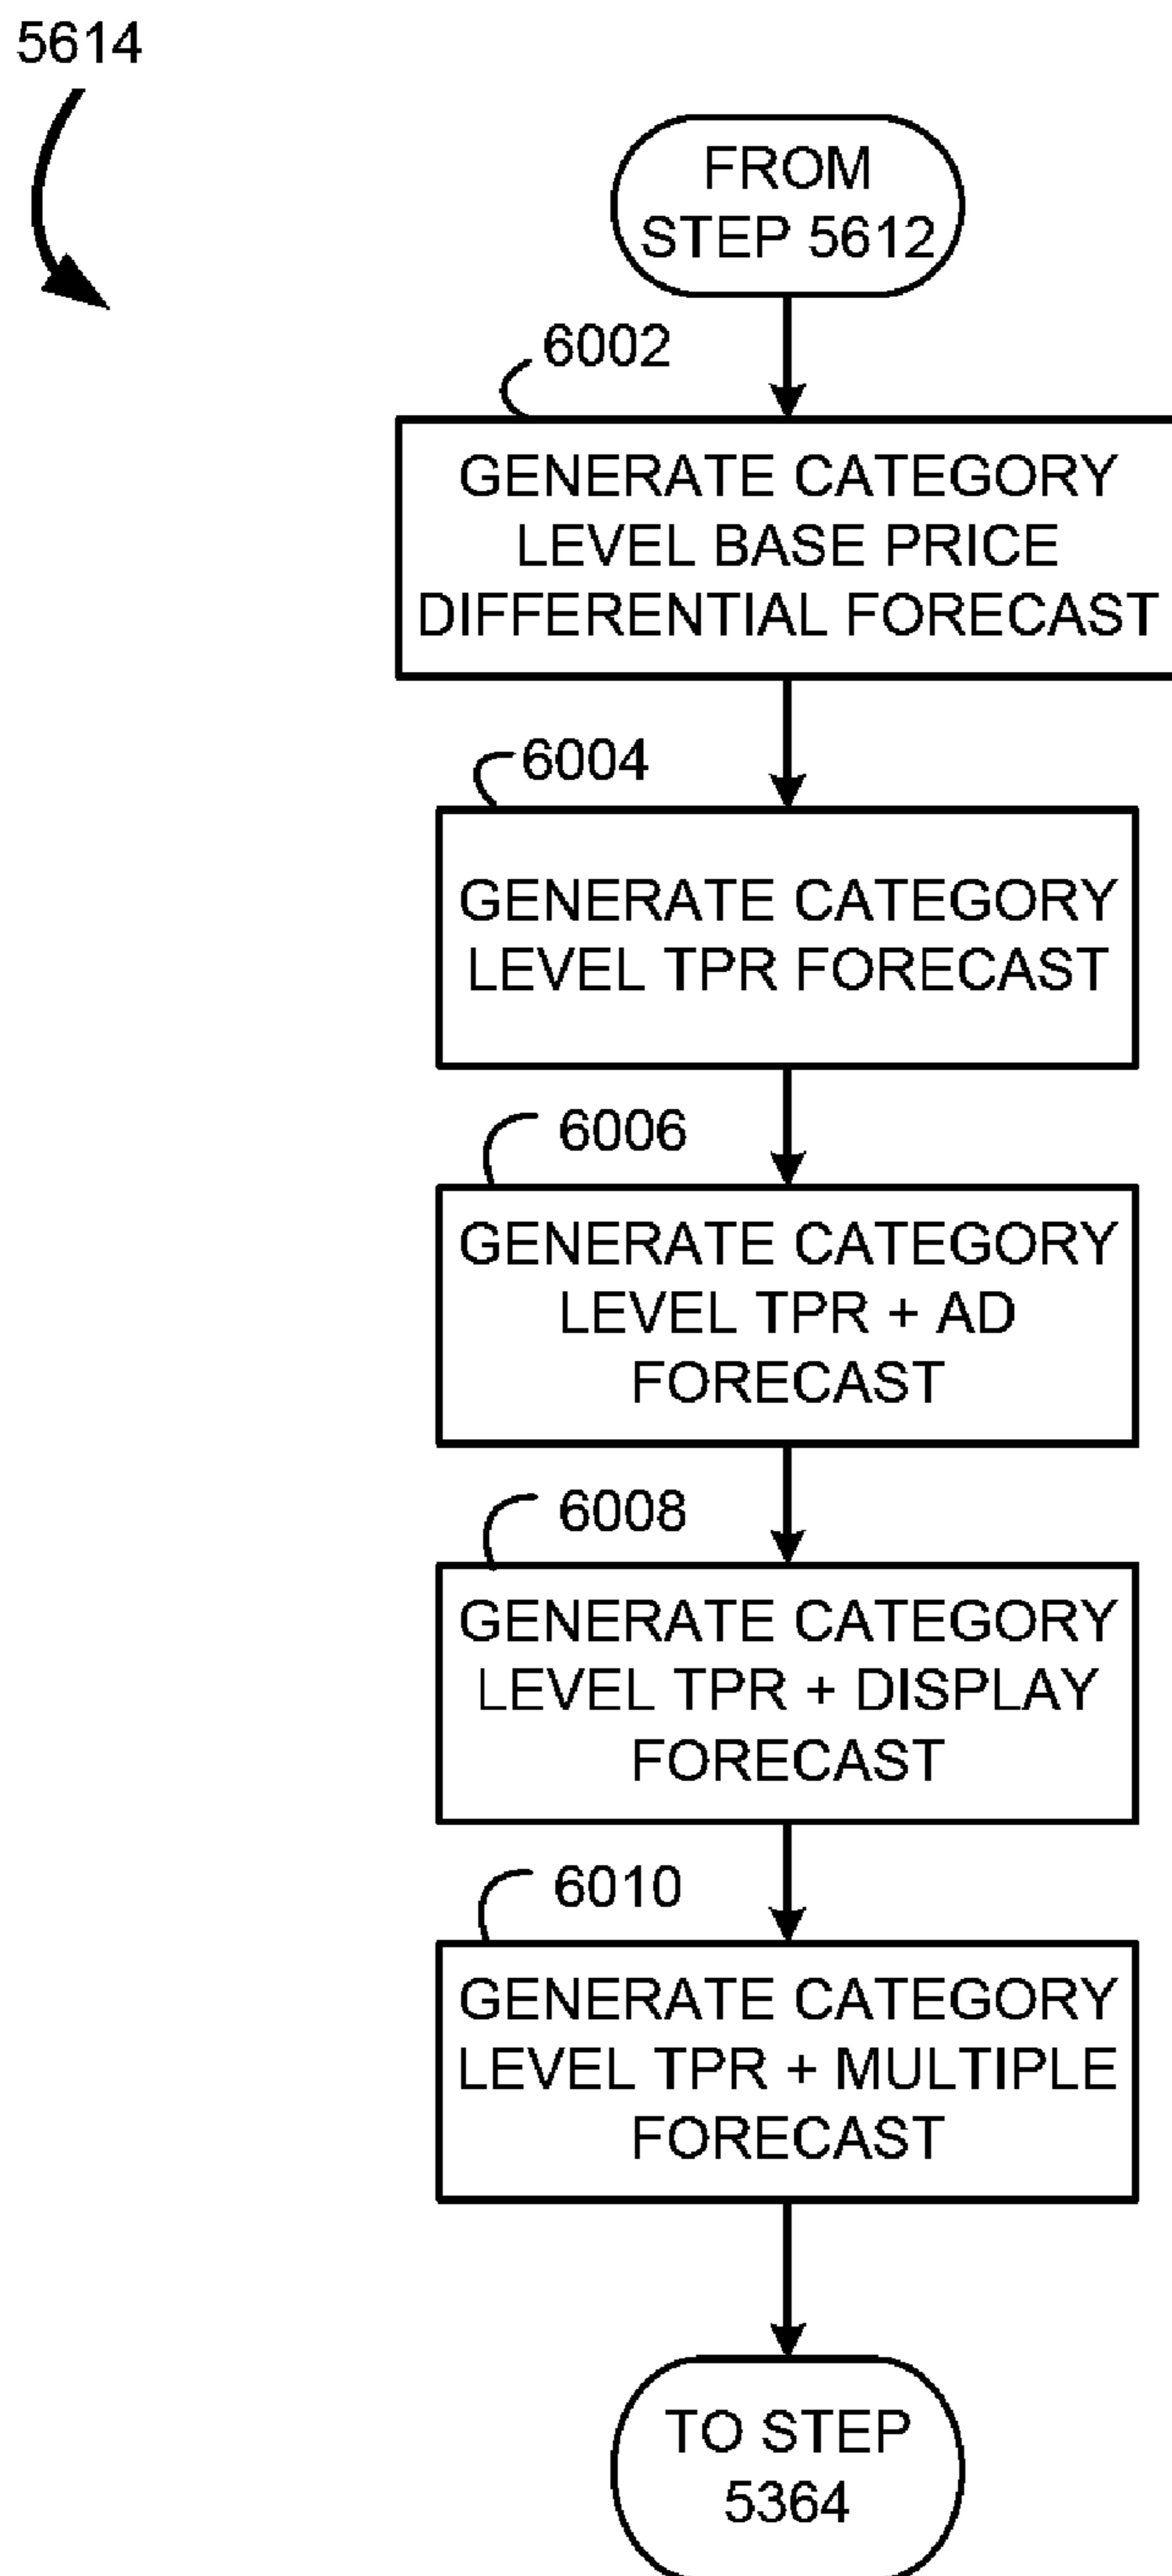 5614
FROM
STEP 5612
6002
GENERATE CATEGORY
LEVEL BASE PRICE
DIFFERENTIAL FORECAST
6004
GENERATE CATEGORY
LEVEL TPR FORECAST
6006
GENERATE CATEGORY
LEVEL TPR + AD
FORECAST
6008
GENERATE CATEGORY
LEVEL TPR + DISPLAY
FORECAST
6010
GENERATE CATEGORY
LEVEL TPR + MULTIPLE
FORECAST
TO STEP
5364